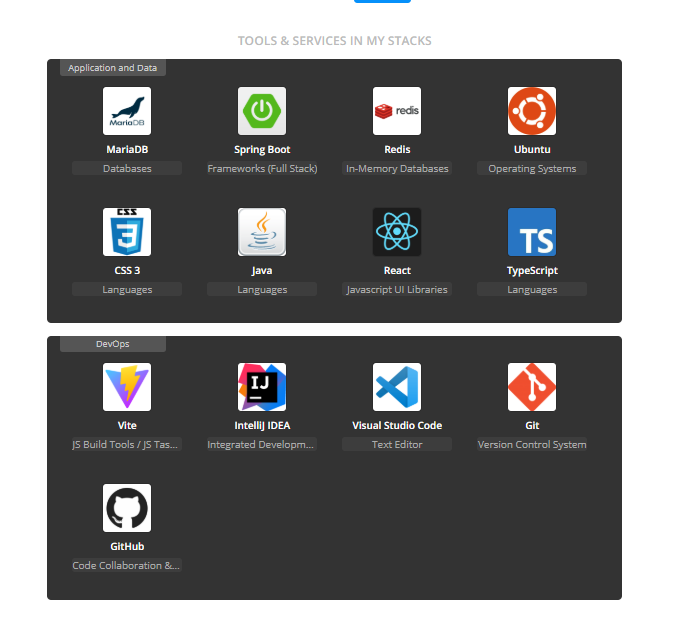 TOOLS & SERVICES IN MY STACKS
Application and Data
MariaDB
redis
MariaDB
Spring Boot
Redis
Ubuntu
Databases
Frameworks (Full Stack)
In-Memory Databases
Operating Systems
CSS
3
TS
CSS 3
Java
React
TypeScript
Languages
Languages
Javascript UI Libraries
Languages
DevOps
IJ
Vite
IntelliJ IDEA
Visual Studio Code
Git
JS Build Tools / JS Tas...
Integrated Developm...
Text Editor
Version Control System
GitHub
Code Collaboration &...